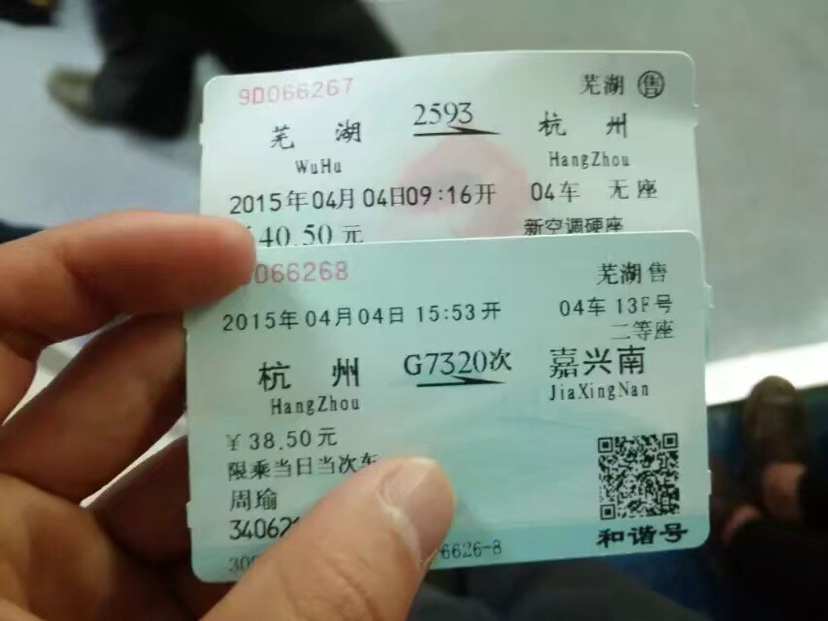 9D066267 芜湖 售
芜湖 2593 杭州
WuHu HangZhou
2015年04月04日09:16开 04车 无座
40.50元 新空调硬座
D066268 芜湖售
2015年04月04日 15:53开 04车 13F号
二等座
杭州 G7320次 嘉兴南
HangZhou JiaXingNan
￥38.50元
限乘当日当次车
周瑜
34062
和谐号
6626-8